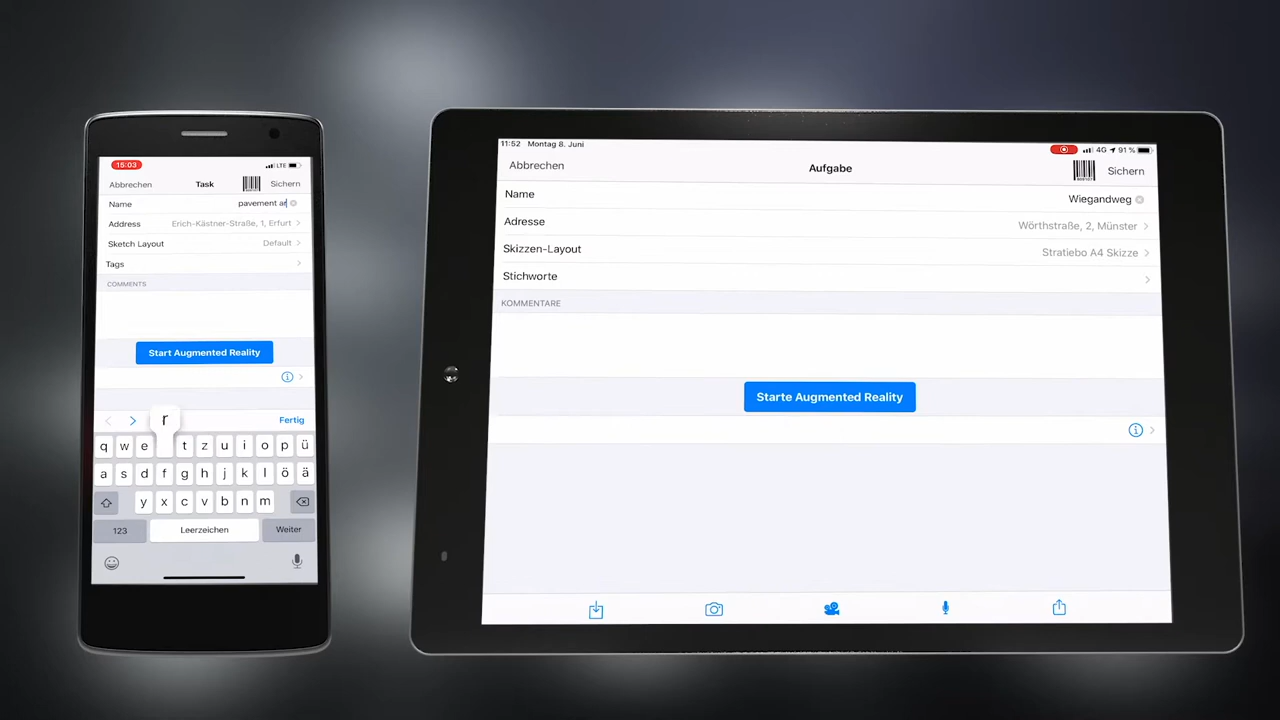 15:03
LTE
Abbrechen
Task
Sichern
Name
pavement ar
Address
Erich-Kästner-Straße, 1, Erfurt
Sketch Layout
Default
Tags
COMMENTS
Start Augmented Reality
r
Fertig
q w e t z u i o p ü
a s d f g h j k l ö ä
y x c v b n m
123
Leerzeichen
Weiter
11:52 Montag 8. Juni
4G 91 %
Abbrechen
Aufgabe
Sichern
Name
Wiegandweg
Adresse
Wörthstraße, 2, Münster
Skizzen-Layout
Stratiebo A4 Skizze
Stichworte
KOMMENTARE
Starte Augmented Reality